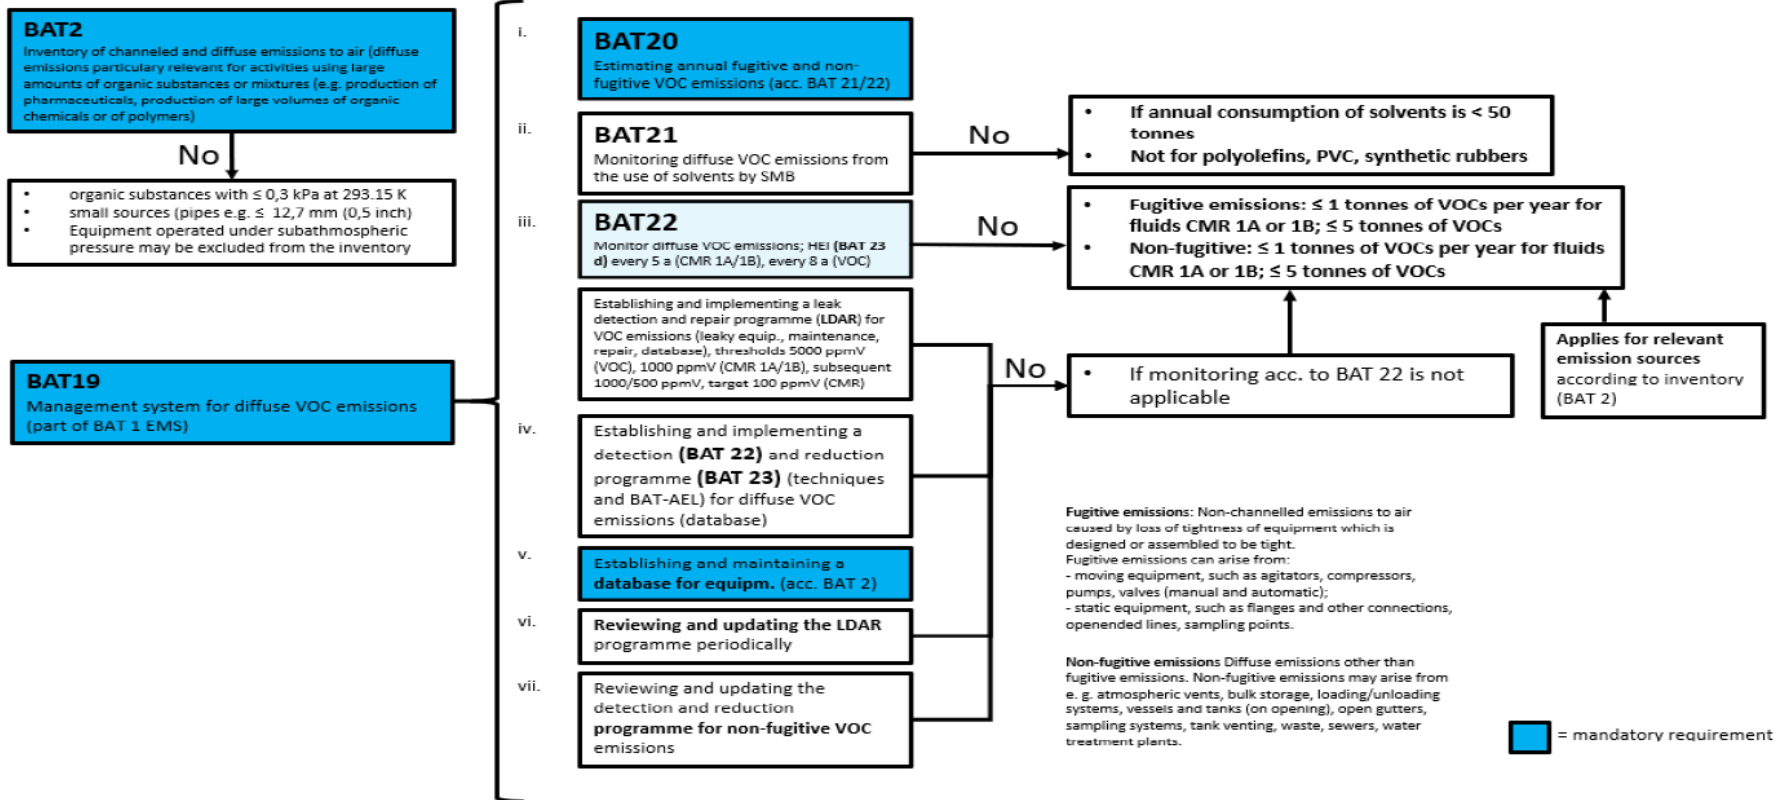 BAT2
Inventory of channeled and diffuse emissions to air (diffuse
emissions particulary relevant for activities using large
amounts of organic substances or mixtures (e.g. production of
pharmaceuticals, production of large volumes of organic
chemicals or of polymers)
No
• organic substances with ≤ 0,3 kPa at 293.15 K
• small sources (pipes e.g. ≤ 12,7 mm (0,5 inch)
• Equipment operated under subathmospheric
pressure may be excluded from the inventory
BAT19
Management system for diffuse VOC emissions
(part of BAT 1 EMS)
i.
BAT20
Estimating annual fugitive and non-
fugitive VOC emissions (acc. BAT 21/22)
ii.
BAT21
Monitoring diffuse VOC emissions from
the use of solvents by SMB
No
• If annual consumption of solvents is < 50
tonnes
• Not for polyolefins, PVC, synthetic rubbers
iii.
BAT22
Monitor diffuse VOC emissions; HEI (BAT 23
d) every 5 a (CMR 1A/1B), every 8 a (VOC)
No
• Fugitive emissions: ≤ 1 tonnes of VOCs per year for
fluids CMR 1A or 1B; ≤ 5 tonnes of VOCs
• Non-fugitive: ≤ 1 tonnes of VOCs per year for fluids
CMR 1A or 1B; ≤ 5 tonnes of VOCs
Establishing and implementing a leak
detection and repair programme (LDAR) for
VOC emissions (leaky equip., maintenance,
repair, database), thresholds 5000 ppmV
(VOC), 1000 ppmV (CMR 1A/1B), subsequent
1000/500 ppmV, target 100 ppmV (CMR)
No
• If monitoring acc. to BAT 22 is not
applicable
Applies for relevant
emission sources
according to inventory
(BAT 2)
iv.
Establishing and implementing a
detection (BAT 22) and reduction
programme (BAT 23) (techniques
and BAT-AEL) for diffuse VOC
emissions (database)
v.
Establishing and maintaining a
database for equipm. (acc. BAT 2)
vi.
Reviewing and updating the LDAR
programme periodically
vii.
Reviewing and updating the
detection and reduction
programme for non-fugitive VOC
emissions
Fugitive emissions: Non-channelled emissions to air
caused by loss of tightness of equipment which is
designed or assembled to be tight.
Fugitive emissions can arise from:
- moving equipment, such as agitators, compressors,
pumps, valves (manual and automatic);
- static equipment, such as flanges and other connections,
openended lines, sampling points.
Non-fugitive emissions Diffuse emissions other than
fugitive emissions. Non-fugitive emissions may arise from
e. g. atmospheric vents, bulk storage, loading/unloading
systems, vessels and tanks (on opening), open gutters,
sampling systems, tank venting, waste, sewers, water
treatment plants.
= mandatory requirement